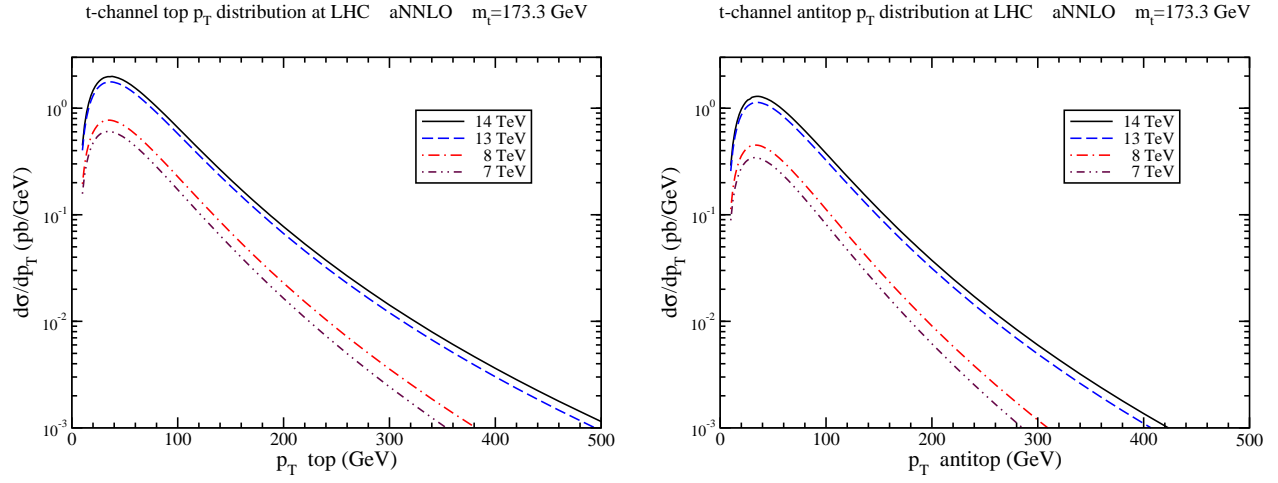 t-channel top p_T distribution at LHC aNNLO m_t=173.3 GeV
10^0
10^-1
10^-2
10^-3
dσ/dp_T (pb/GeV)
14 TeV
13 TeV
8 TeV
7 TeV
0 100 200 300 400 500
p_T top (GeV)
t-channel antitop p_T distribution at LHC aNNLO m_t=173.3 GeV
10^0
10^-1
10^-2
10^-3
dσ/dp_T (pb/GeV)
14 TeV
13 TeV
8 TeV
7 TeV
0 100 200 300 400 500
p_T antitop (GeV)